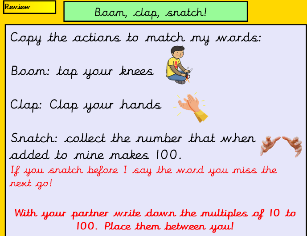 Review
Boom, clap, snatch!
Copy the actions to match my words:
Boom: tap your knees
Clap: Clap your hands
Snatch: collect the number that when
added to mine makes 100.
If you snatch before I say the word you miss the
next go!
With your partner write down the multiples of 10 to
100. Place them between you!